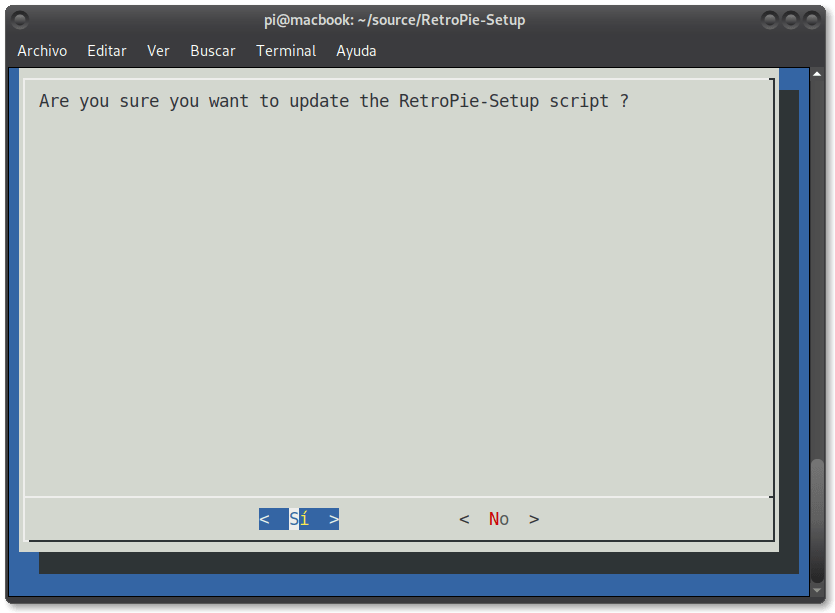 pi@macbook: ~/source/RetroPie-Setup
Archivo Editar Ver Buscar Terminal Ayuda
Are you sure you want to update the RetroPie-Setup script ?
< Sí > < No >